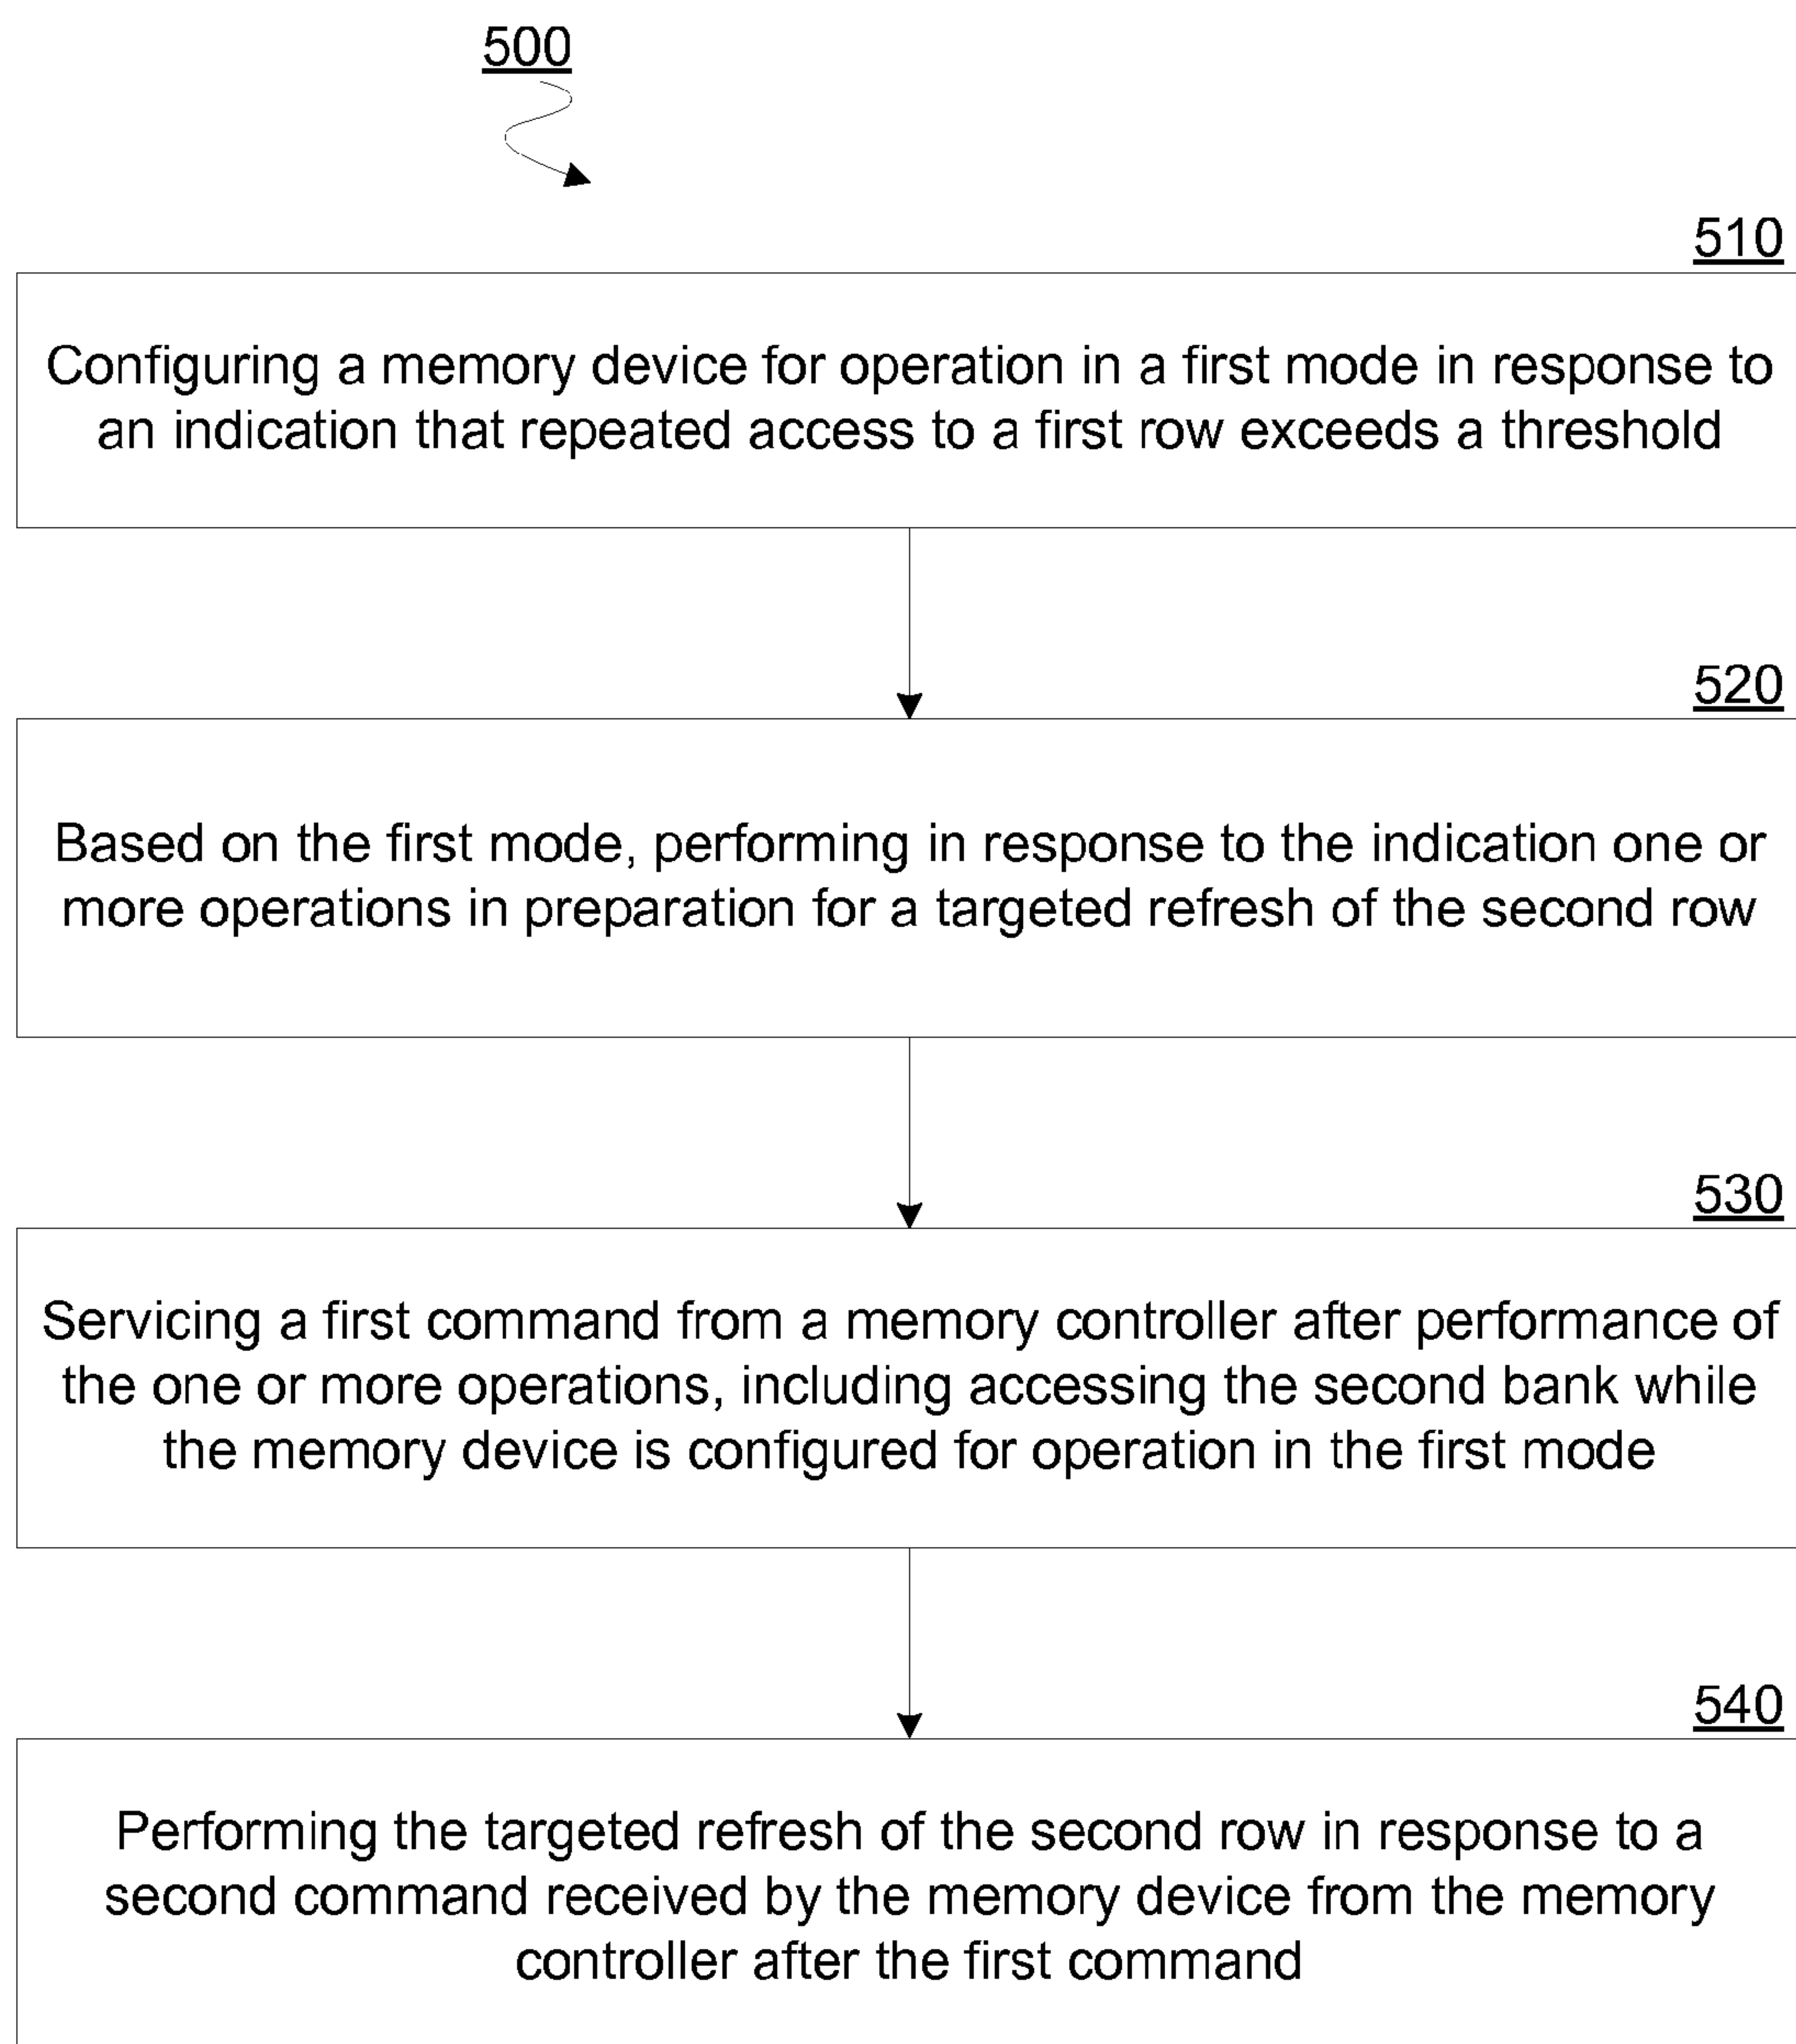 500
510
Configuring a memory device for operation in a first mode in response to
an indication that repeated access to a first row exceeds a threshold
520
Based on the first mode, performing in response to the indication one or
more operations in preparation for a targeted refresh of the second row
530
Servicing a first command from a memory controller after performance of
the one or more operations, including accessing the second bank while
the memory device is configured for operation in the first mode
540
Performing the targeted refresh of the second row in response to a
second command received by the memory device from the memory
controller after the first command